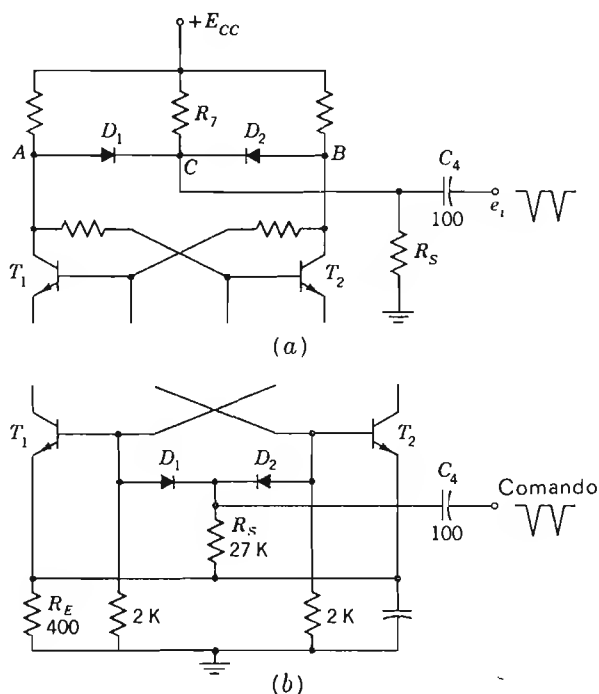 +E_CC
R_7
D_1 D_2
A C B
C_4
100 e_i
R_S
T_1 T_2
(a)
T_1 T_2
D_1 D_2
C_4 Comando
100
R_S
27 K
R_E
400 2 K 2 K
(b)